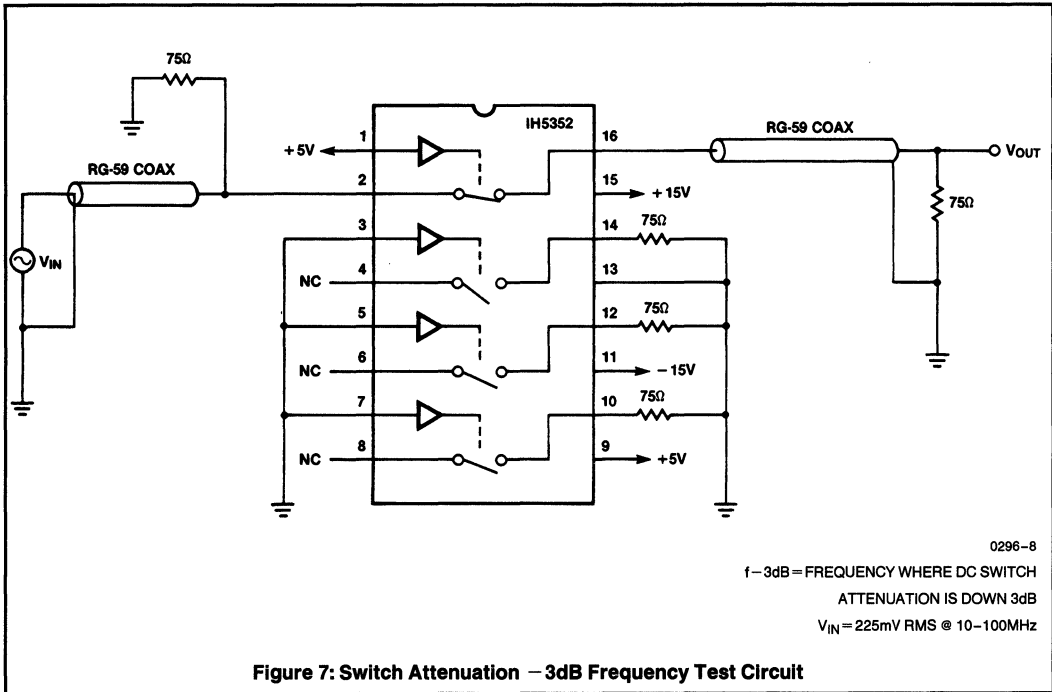 75Ω
IH5352
RG-59 COAX
+5V
1
16
RG-59 COAX
VOUT
2
15
+15V
75Ω
3
14
75Ω
VIN
NC
4
13
5
12
75Ω
NC
6
11
−15V
7
10
75Ω
NC
8
9
+5V
0296–8
f−3dB=FREQUENCY WHERE DC SWITCH
ATTENUATION IS DOWN 3dB
VIN=225mV RMS @ 10–100MHz
Figure 7: Switch Attenuation −3dB Frequency Test Circuit